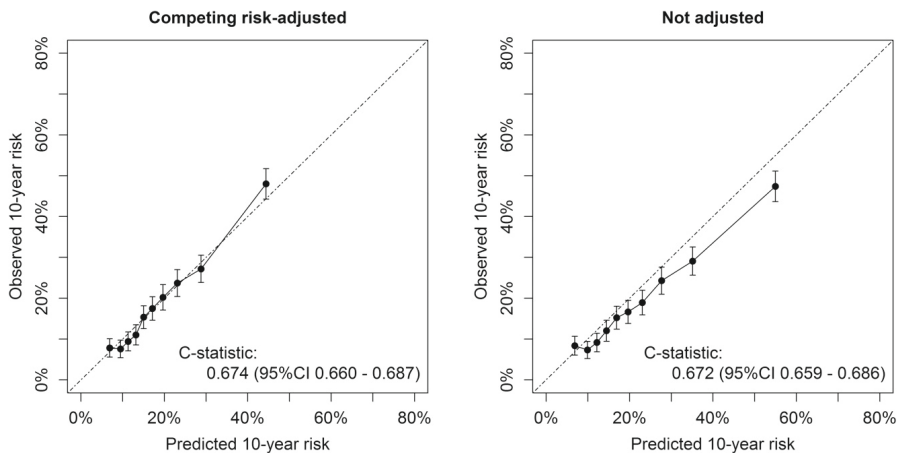 Competing risk-adjusted
80%
60%
40%
20%
0%
Observed 10-year risk
C-statistic:
0.674 (95%CI 0.660 - 0.687)
0% 20% 40% 60% 80%
Predicted 10-year risk
Not adjusted
80%
60%
40%
20%
0%
Observed 10-year risk
C-statistic:
0.672 (95%CI 0.659 - 0.686)
0% 20% 40% 60% 80%
Predicted 10-year risk